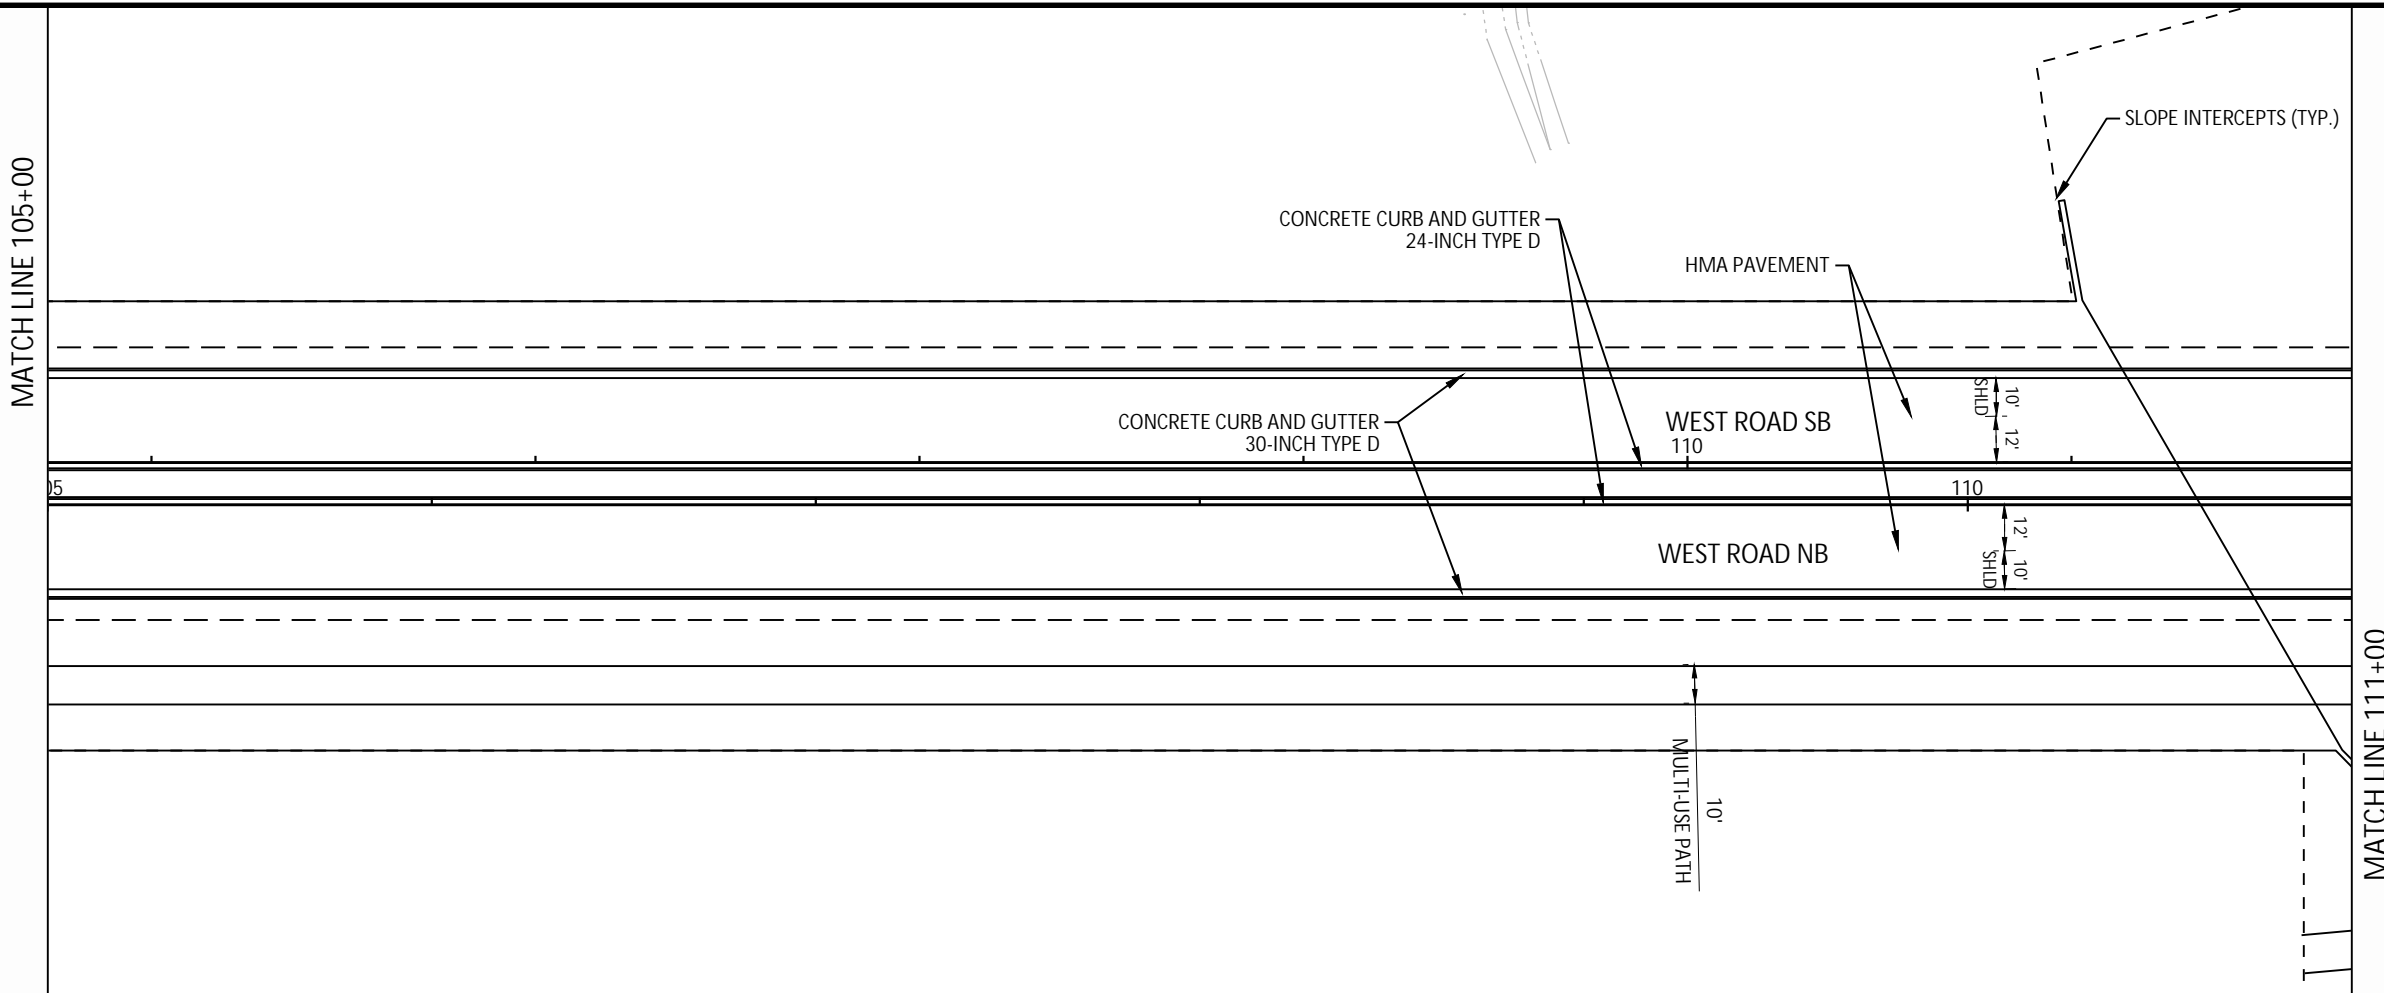 MATCH LINE 105+00
SLOPE INTERCEPTS (TYP.)
CONCRETE CURB AND GUTTER
24-INCH TYPE D
HMA PAVEMENT
10'
SHLD
12'
CONCRETE CURB AND GUTTER
30-INCH TYPE D
WEST ROAD SB
110
05
110
12'
10'
SHLD
WEST ROAD NB
10'
MULTI-USE PATH
MATCH LINE 111+00